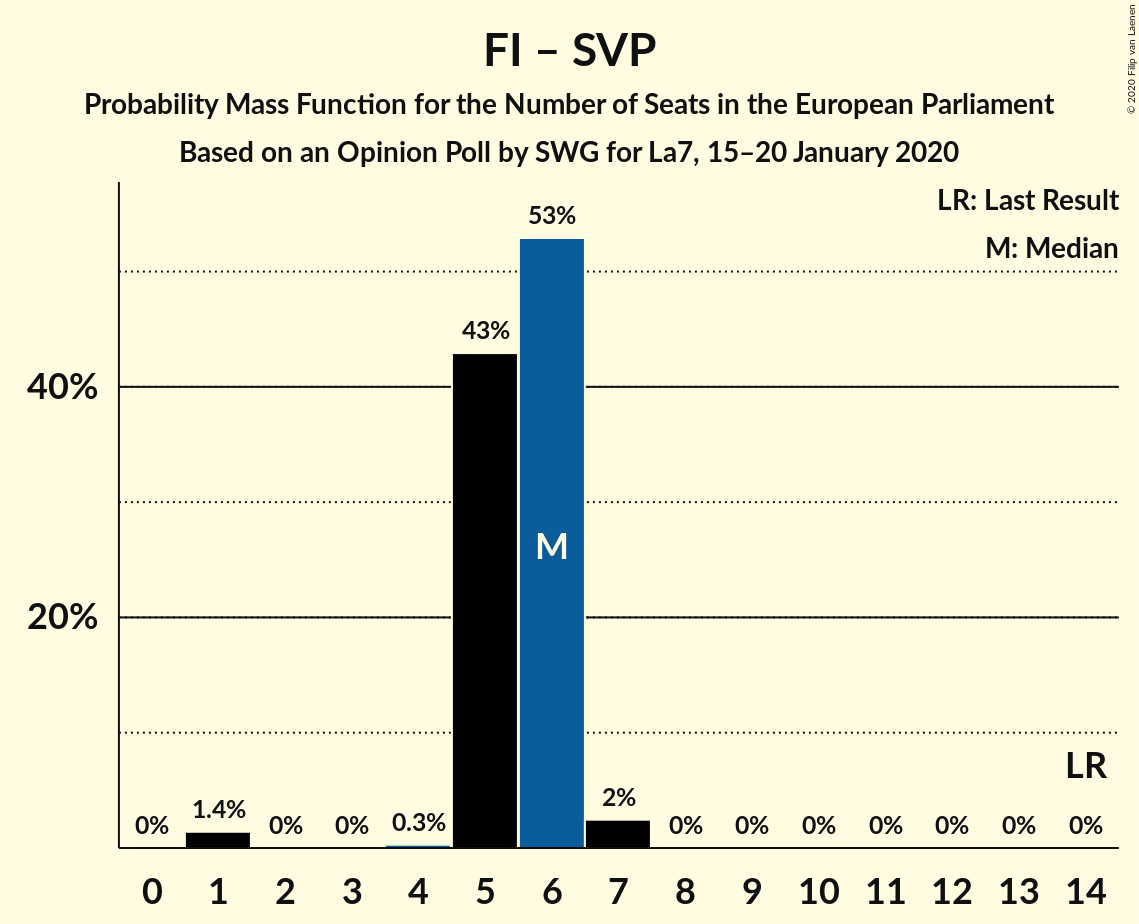 FI – SVP
Probability Mass Function for the Number of Seats in the European Parliament
Based on an Opinion Poll by SWG for La7, 15–20 January 2020
© 2020 Filip van Laenen
LR: Last Result
M: Median
53%
43%
40%
M
20%
LR
0% 1.4% 0% 0% 0.3% 2% 0% 0% 0% 0% 0% 0% 0%
0 1 2 3 4 5 6 7 8 9 10 11 12 13 14